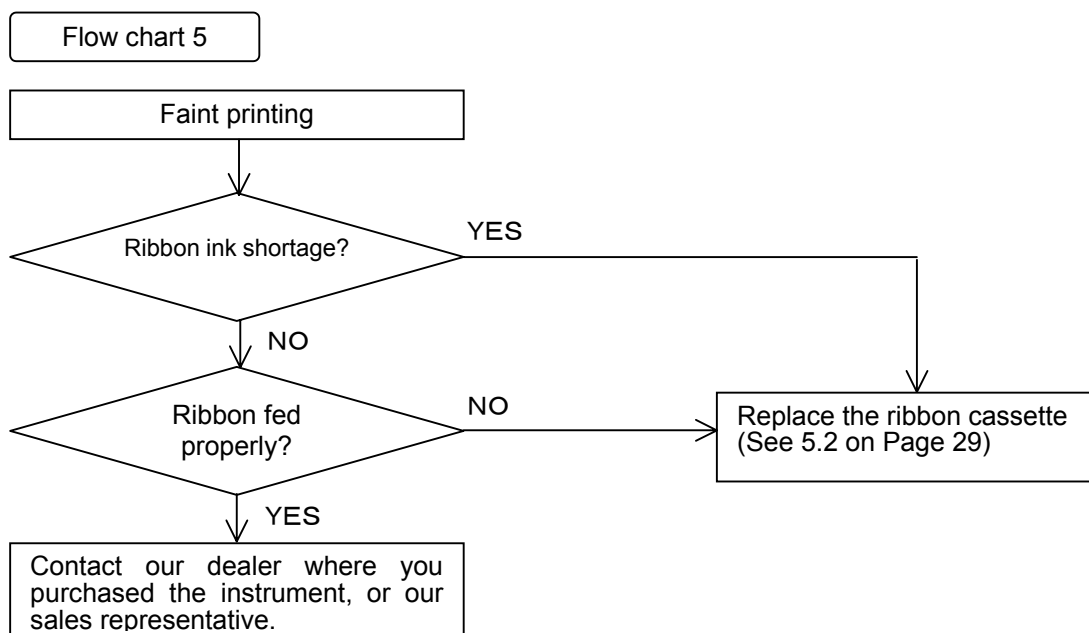 Flow chart 5
Faint printing
Ribbon ink shortage?
YES
NO
Ribbon fed
properly?
NO
Replace the ribbon cassette
(See 5.2 on Page 29)
YES
Contact our dealer where you
purchased the instrument, or our
sales representative.